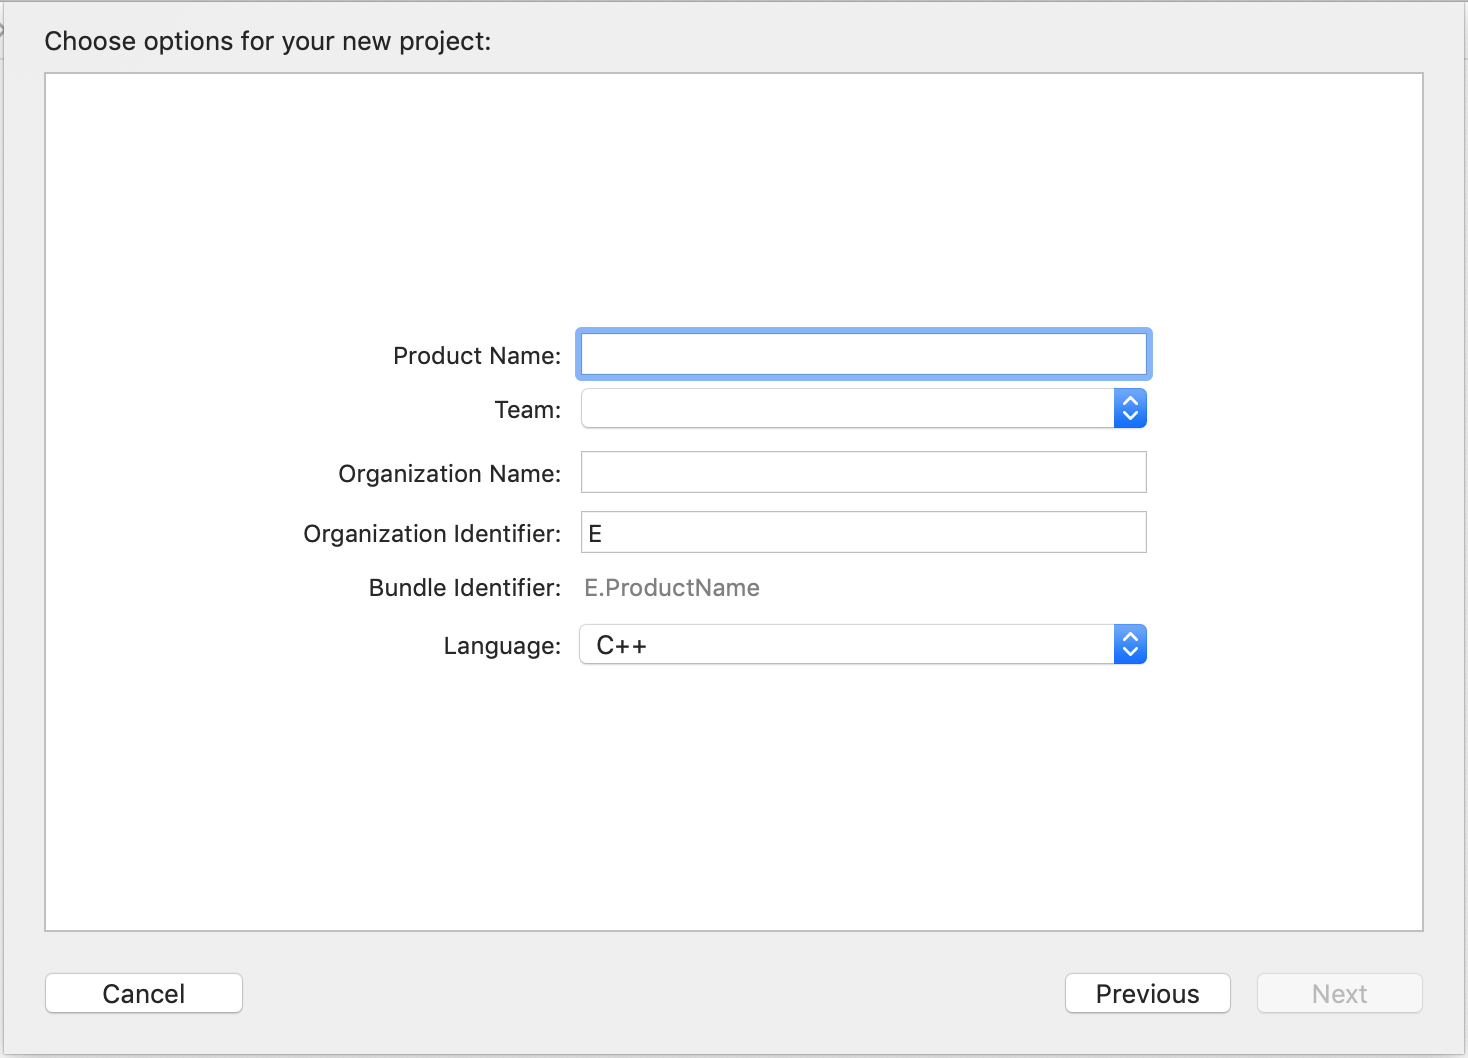 Choose options for your new project:
Product Name:
Team:
Organization Name:
Organization Identifier: E
Bundle Identifier: E.ProductName
Language: C++
Cancel Previous Next